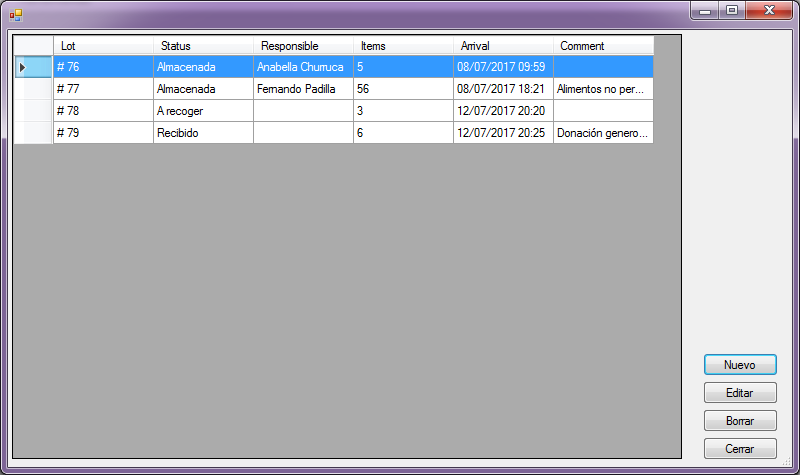 Lot Status Responsible Items Arrival Comment
# 76 Almacenada Anabella Churruca 5 08/07/2017 09:59
# 77 Almacenada Fernando Padilla 56 08/07/2017 18:21 Alimentos no per...
# 78 A recoger 3 12/07/2017 20:20
# 79 Recibido 6 12/07/2017 20:25 Donación genero...
Nuevo
Editar
Borrar
Cerrar